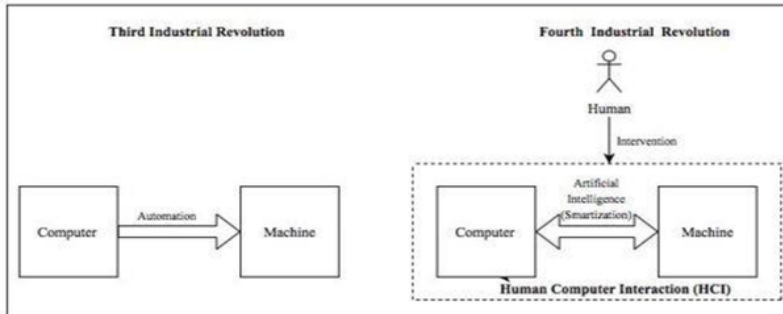 Third Industrial Revolution
Computer
Automation
Machine
Fourth Industrial Revolution
Human
Intervention
Artificial
Intelligence
(Smartization)
Computer
Machine
Human Computer Interaction (HCI)